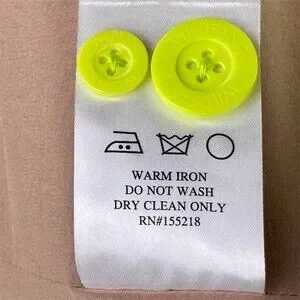 WARM IRON
DO NOT WASH
DRY CLEAN ONLY
RN#155218